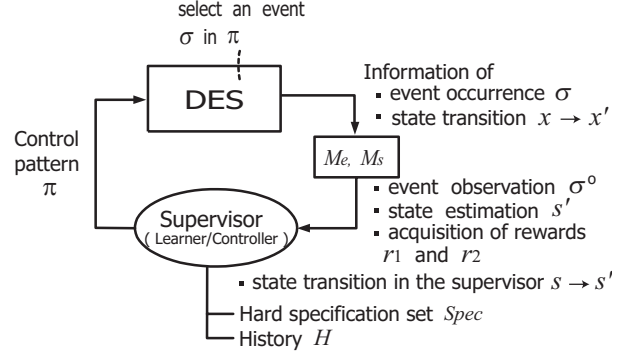 select an event
σ in π
DES
Information of
▪ event occurrence σ
▪ state transition x → x′
Control
pattern
π
Me, Ms
▪ event observation σᵒ
▪ state estimation s′
▪ acquisition of rewards
r1 and r2
Supervisor
( Learner/Controller )
▪ state transition in the supervisor s → s′
Hard specification set Spec
History H